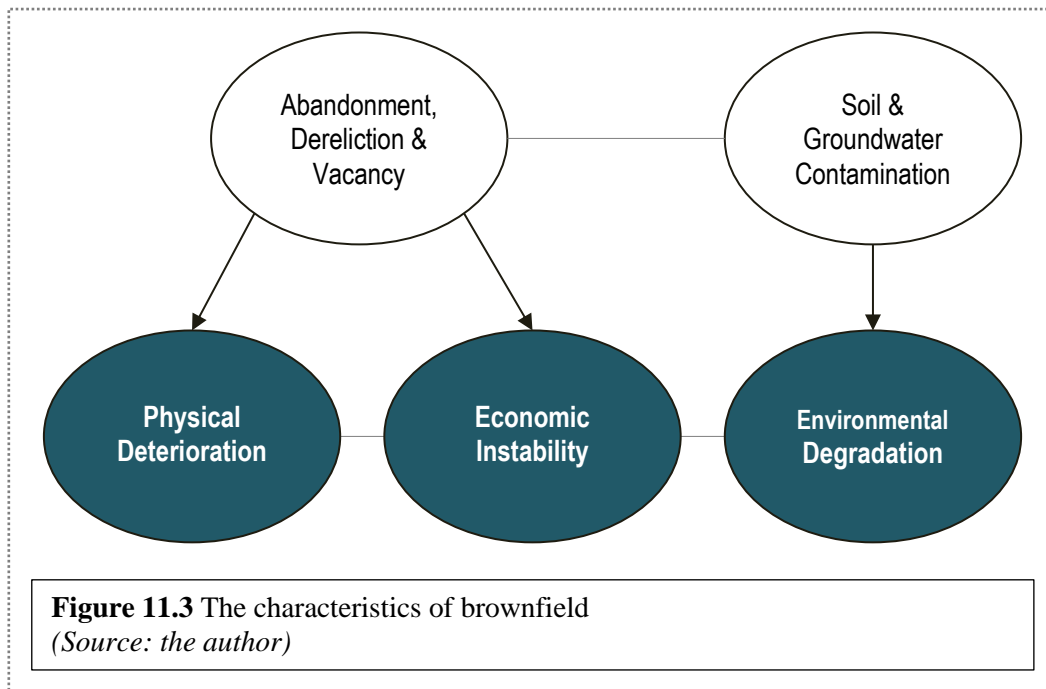 Abandonment,
Dereliction &
Vacancy
Soil &
Groundwater
Contamination
Physical
Deterioration
Economic
Instability
Environmental
Degradation
Figure 11.3 The characteristics of brownfield
(Source: the author)